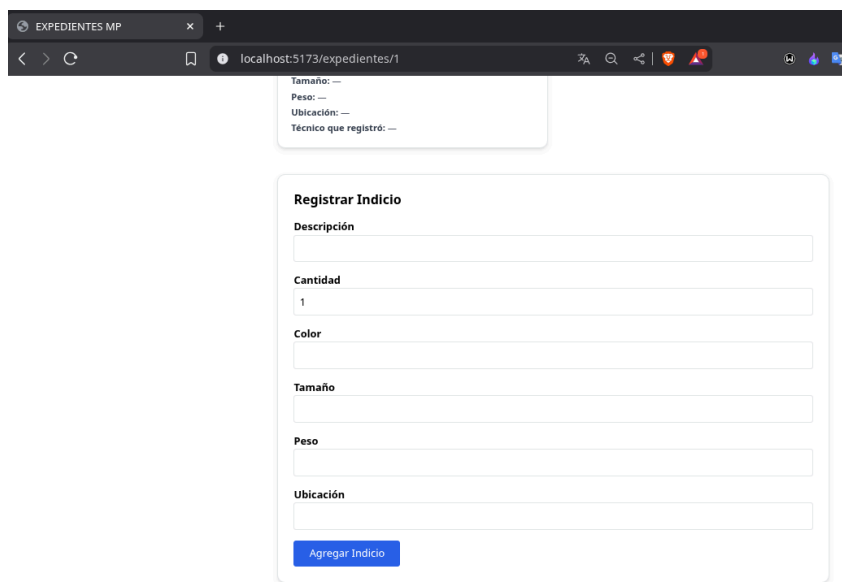 EXPEDIENTES MP
localhost:5173/expedientes/1
Tamaño: —
Peso: —
Ubicación: —
Técnico que registró: —
Registrar Indicio
Descripción
Cantidad
1
Color
Tamaño
Peso
Ubicación
Agregar Indicio